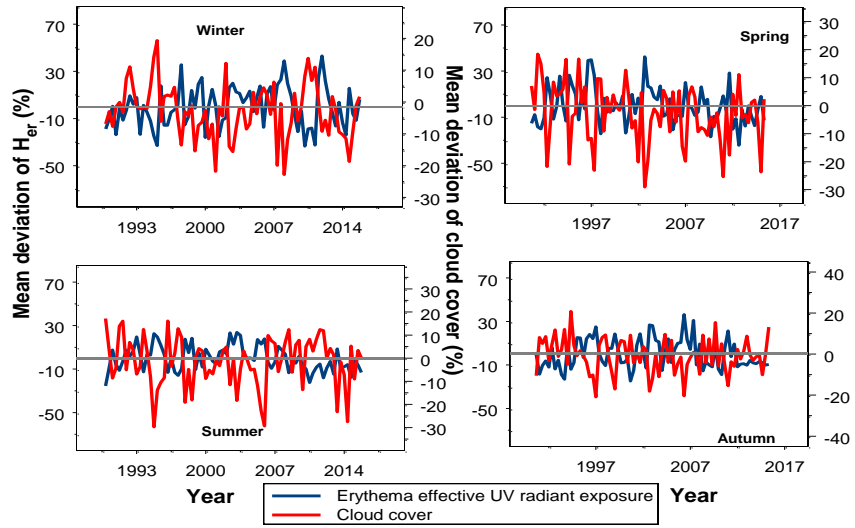 Mean deviation of Her (%)
Mean deviation of cloud cover (%)
Winter
70
30
-10
-50
20
10
0
-10
-20
-30
1993 2000 2007 2014
Spring
70
30
-10
-50
30
20
10
0
-10
-20
-30
1997 2007 2017
Summer
70
30
-10
-50
30
20
10
0
-10
-20
-30
1993 2000 2007 2014
Year
Autumn
70
30
-10
-50
40
20
0
-20
-40
1997 2007 2017
Year
Erythema effective UV radiant exposure
Cloud cover